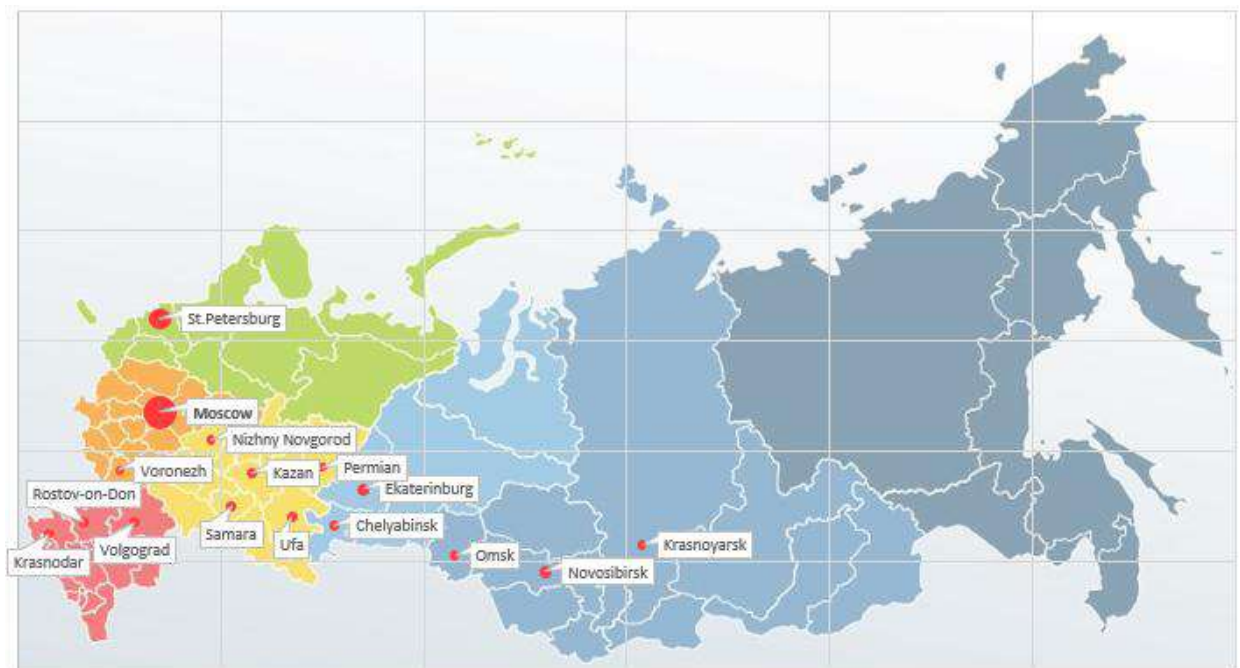 St.Petersburg
Moscow
Nizhny Novgorod
Voronezh
Kazan
Permian
Rostov-on-Don
Ekaterinburg
Samara
Ufa
Chelyabinsk
Volgograd
Krasnodar
Omsk
Krasnoyarsk
Novosibirsk